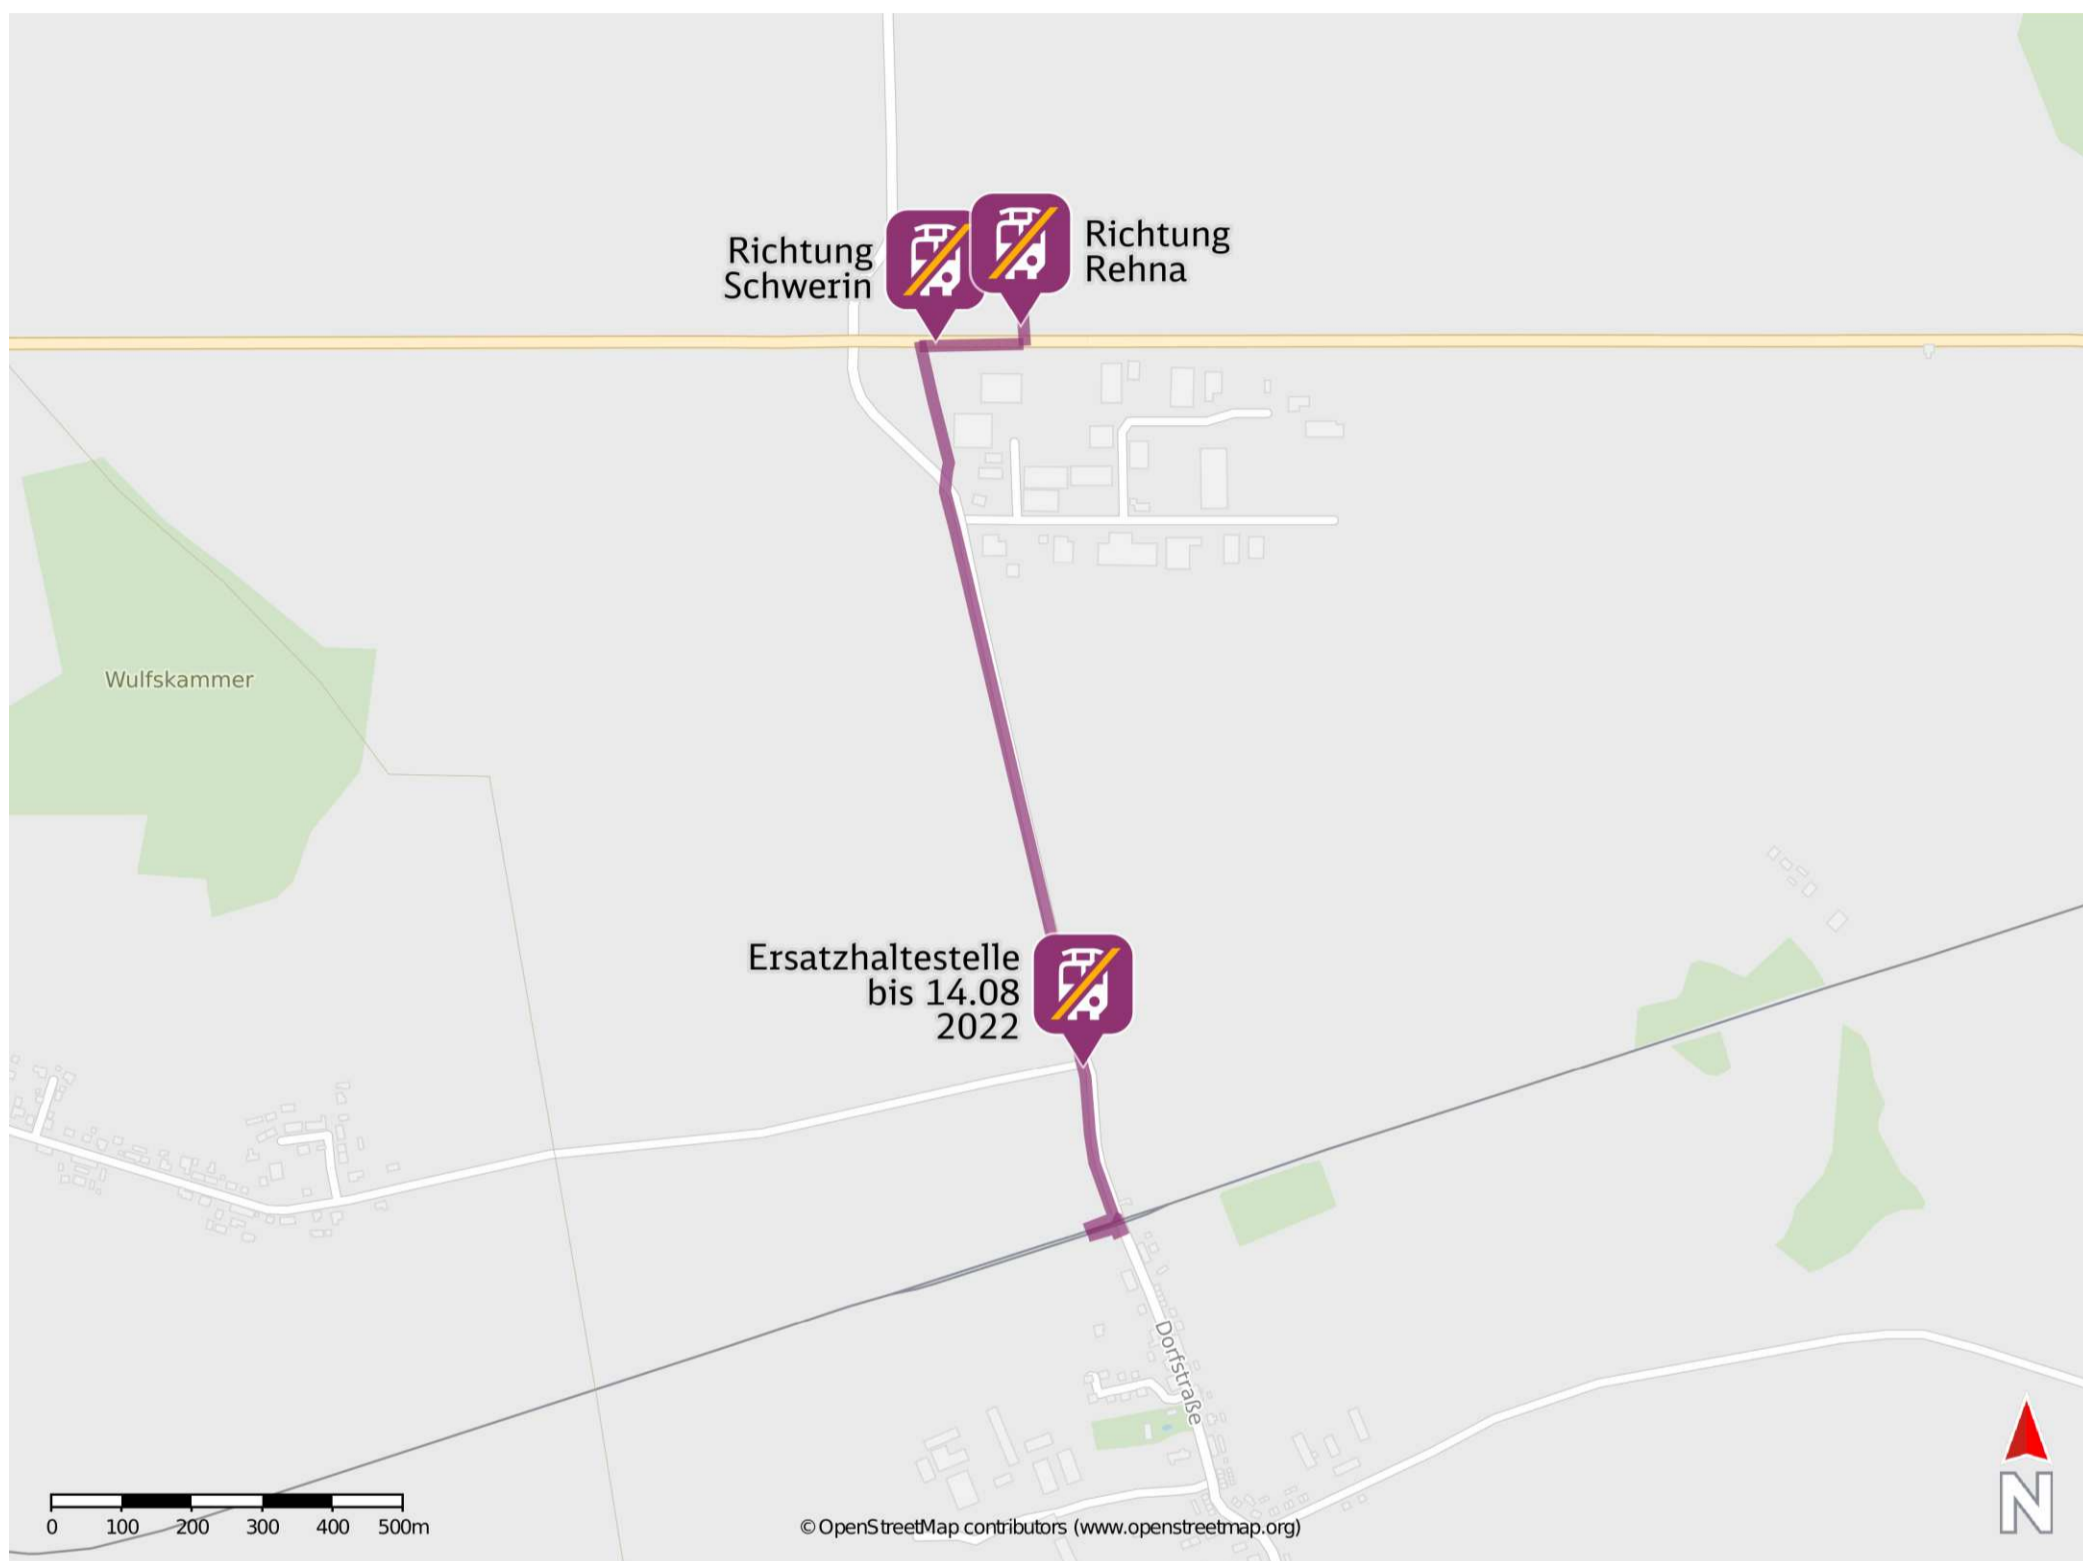 Richtung
Schwerin
Richtung
Rehna
Wulfskammer
Ersatzhaltestelle
bis 14.08
2022
Dorfstraße
0 100 200 300 400 500m
© OpenStreetMap contributors (www.openstreetmap.org)
N